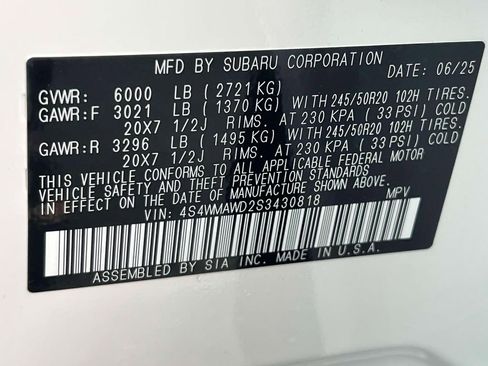 MFD BY SUBARU CORPORATION
DATE: 06/25
GVWR: 6000 LB (2721 KG)
GAWR:F 3021 LB (1370 KG) WITH 245/50R20 102H TIRES.
20X7 1/2J RIMS. AT 230 KPA (33 PSI) COLD
GAWR:R 3296 LB (1495 KG) WITH 245/50R20 102H TIRES.
20X7 1/2J RIMS. AT 230 KPA (33 PSI) COLD
THIS VEHICLE CONFORMS TO ALL APPLICABLE FEDERAL MOTOR
VEHICLE SAFETY AND THEFT PREVENTION STANDARDS
IN EFFECT ON THE DATE OF MANUFACTURE SHOWN ABOVE.
VIN: 4S4WMAWD2S3430818 MPV
ASSEMBLED BY SIA INC. MADE IN U.S.A.